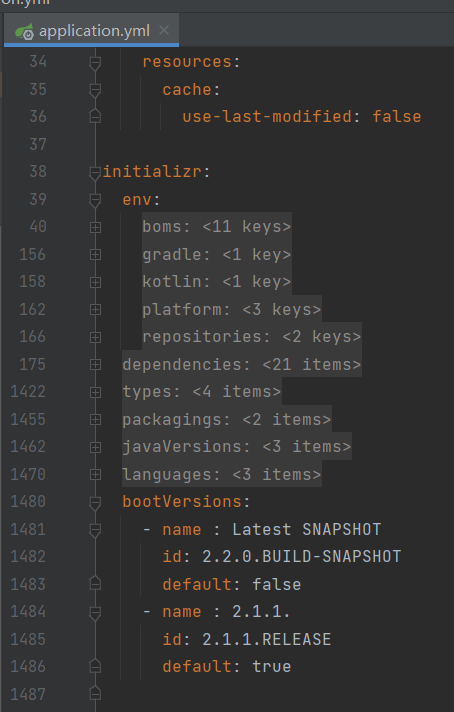 on.yml
application.yml
34 resources:
35 cache:
36 use-last-modified: false
37
38 initializr:
39 env:
40 boms: <11 keys>
156 gradle: <1 key>
158 kotlin: <1 key>
162 platform: <3 keys>
166 repositories: <2 keys>
175 dependencies: <21 items>
1422 types: <4 items>
1455 packagings: <2 items>
1462 javaVersions: <3 items>
1470 languages: <3 items>
1480 bootVersions:
1481 - name : Latest SNAPSHOT
1482 id: 2.2.0.BUILD-SNAPSHOT
1483 default: false
1484 - name : 2.1.1.
1485 id: 2.1.1.RELEASE
1486 default: true
1487